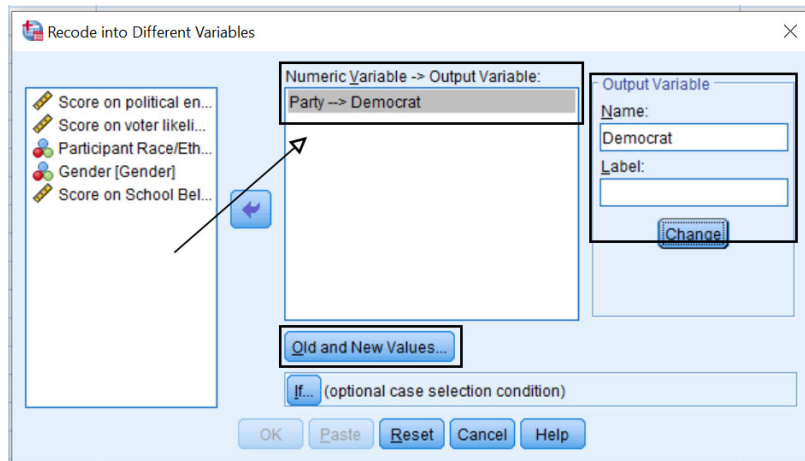 Recode into Different Variables
Score on political en...
Score on voter likeli...
Participant Race/Eth...
Gender [Gender]
Score on School Bel...
Numeric Variable -> Output Variable:
Party --> Democrat
Output Variable
Name:
Democrat
Label:
Change
Old and New Values...
If... (optional case selection condition)
OK Paste Reset Cancel Help